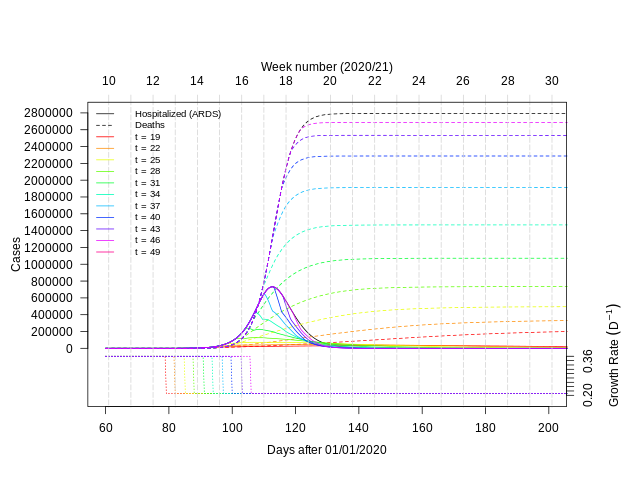 Week number (2020/21)
10 12 14 16 18 20 22 24 26 28 30
2800000
2600000
2400000
2200000
2000000
1800000
1600000
1400000
1200000
1000000
800000
600000
400000
200000
0
Cases
Hospitalized (ARDS)
Deaths
t = 19
t = 22
t = 25
t = 28
t = 31
t = 34
t = 37
t = 40
t = 43
t = 46
t = 49
0.36
0.20
Growth Rate (D⁻¹)
60 80 100 120 140 160 180 200
Days after 01/01/2020